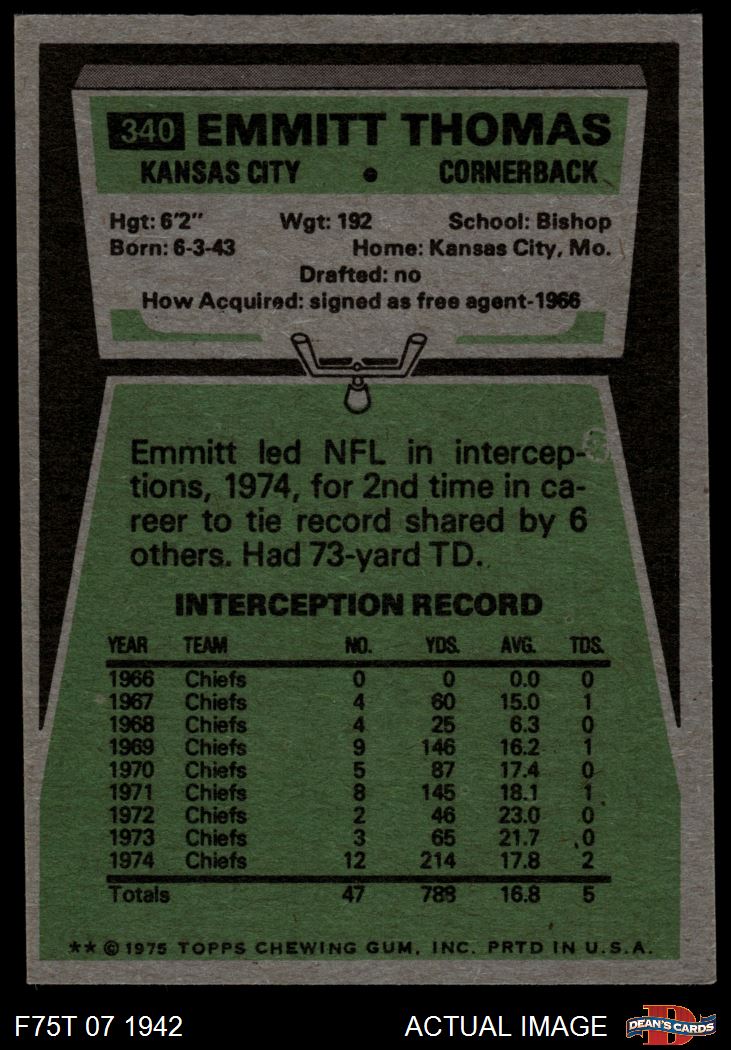 340 EMMITT THOMAS
KANSAS CITY • CORNERBACK
Hgt: 6'2" Wgt: 192 School: Bishop
Born: 6-3-43 Home: Kansas City, Mo.
Drafted: no
How Acquired: signed as free agent-1966
Emmitt led NFL in intercep-
tions, 1974, for 2nd time in ca-
reer to tie record shared by 6
others. Had 73-yard TD.
INTERCEPTION RECORD
YEAR TEAM NO. YDS. AVG. TDS.
1966 Chiefs 0 0 0.0 0
1967 Chiefs 4 60 15.0 1
1968 Chiefs 4 25 6.3 0
1969 Chiefs 9 146 16.2 1
1970 Chiefs 5 87 17.4 0
1971 Chiefs 8 145 18.1 1
1972 Chiefs 2 46 23.0 0
1973 Chiefs 3 65 21.7 0
1974 Chiefs 12 214 17.8 2
Totals 47 788 16.8 5
** © 1975 TOPPS CHEWING GUM, INC. PRTD IN U.S.A.
F75T 07 1942 ACTUAL IMAGE D DEAN'S CARDS